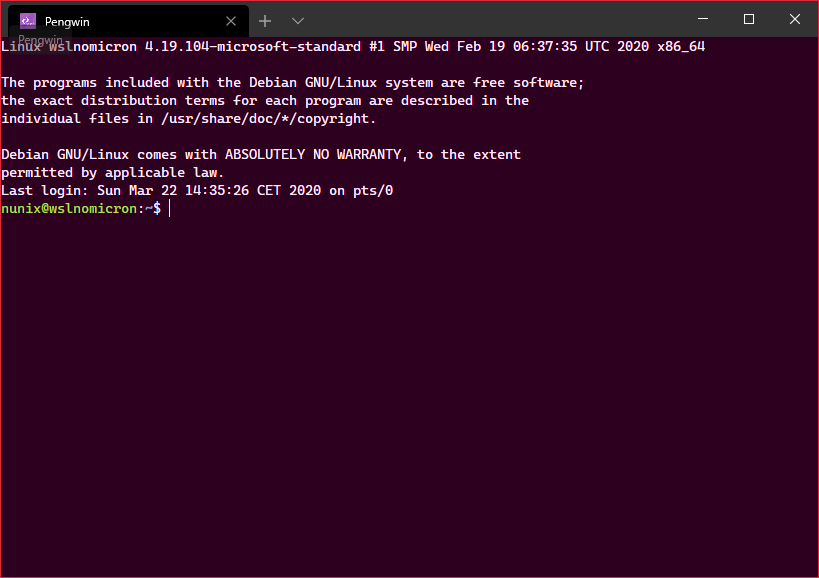 Pengwin
Pengwin
Linux wslnomicron 4.19.104-microsoft-standard #1 SMP Wed Feb 19 06:37:35 UTC 2020 x86_64
The programs included with the Debian GNU/Linux system are free software;
the exact distribution terms for each program are described in the
individual files in /usr/share/doc/*/copyright.
Debian GNU/Linux comes with ABSOLUTELY NO WARRANTY, to the extent
permitted by applicable law.
Last login: Sun Mar 22 14:35:26 CET 2020 on pts/0
nunix@wslnomicron:~$